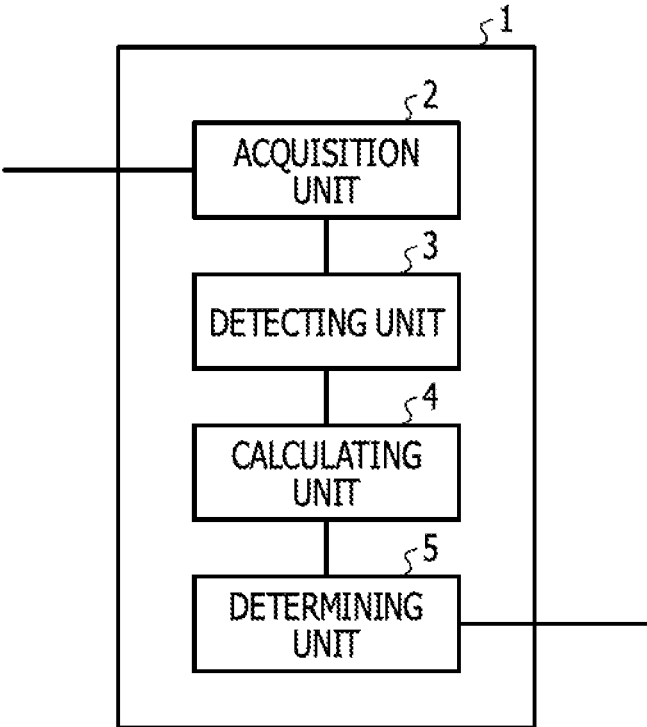 1
2
ACQUISITION
UNIT
3
DETECTING UNIT
4
CALCULATING
UNIT
5
DETERMINING
UNIT